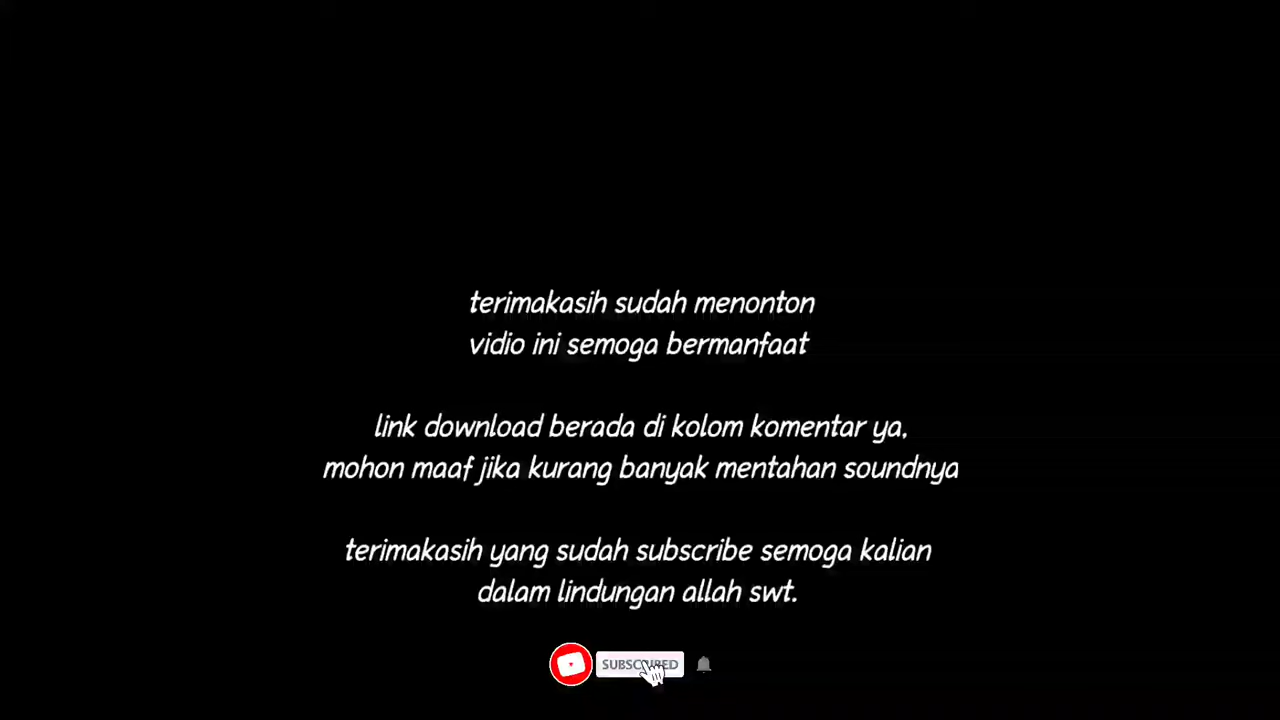 terimakasih sudah menonton
vidio ini semoga bermanfaat
link download berada di kolom komentar ya,
mohon maaf jika kurang banyak mentahan soundnya
terimakasih yang sudah subscribe semoga kalian
dalam lindungan allah swt.
SUBSCRIBED